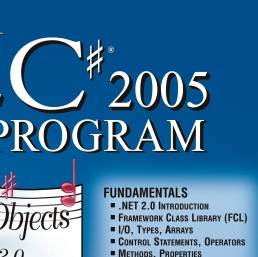 C#® 2005
PROGRAM
Objects
FUNDAMENTALS
▪ .NET 2.0 INTRODUCTION
▪ FRAMEWORK CLASS LIBRARY (FCL)
▪ I/O, TYPES, ARRAYS
▪ CONTROL STATEMENTS, OPERATORS
▪ METHODS, PROPERTIES